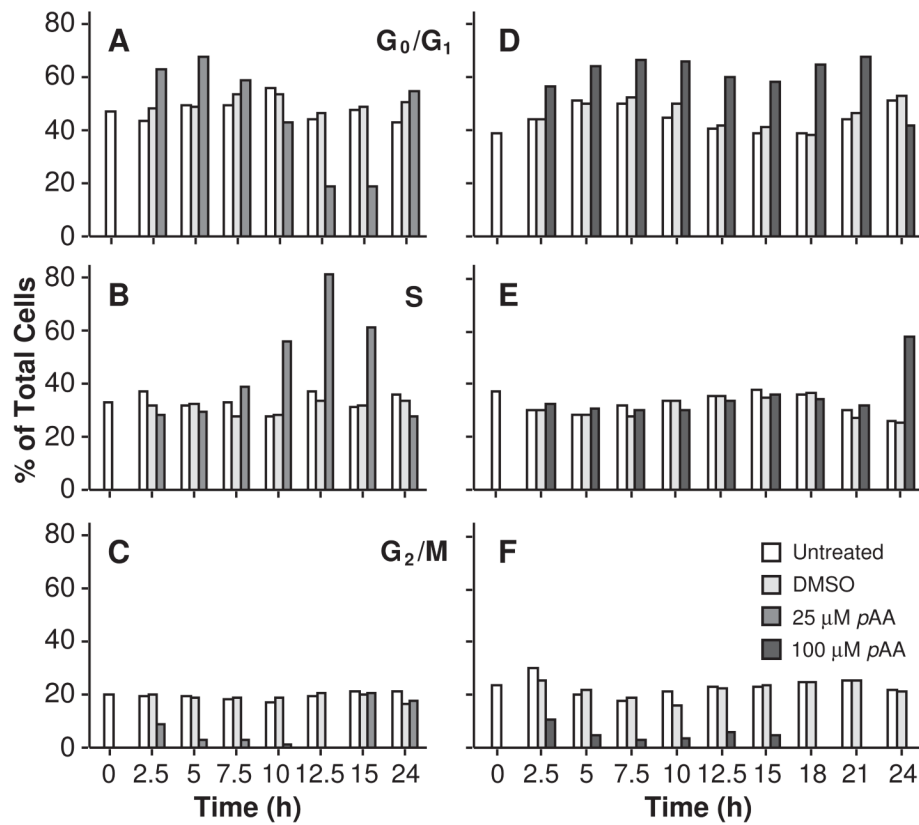 80
60
40
20
0
A
G₀/G₁
D
80
60
40
20
0
B
S
E
80
60
40
20
0
C
G₂/M
F
Untreated
DMSO
25 μM pAA
100 μM pAA
% of Total Cells
0 2.5 5 7.5 10 12.5 15 24
Time (h)
0 2.5 5 7.5 10 12.5 15 18 21 24
Time (h)